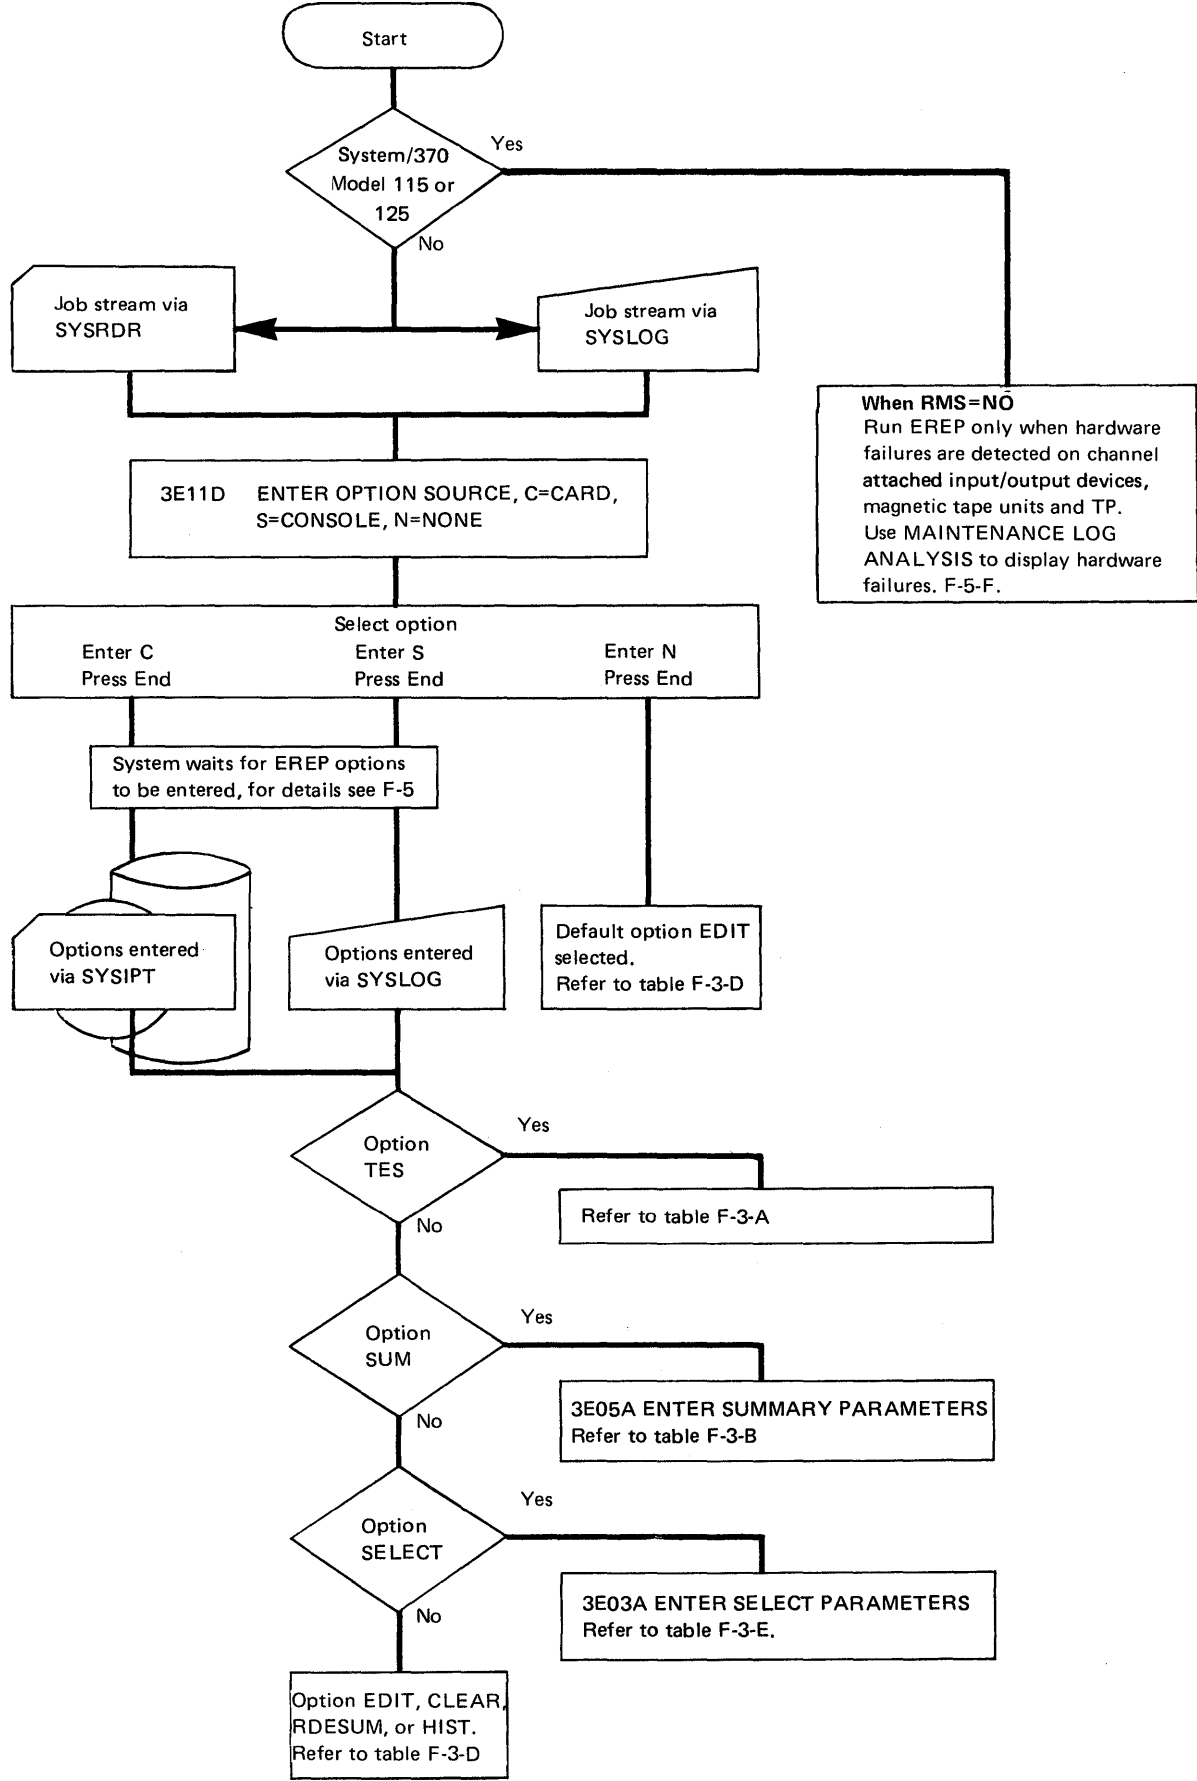 Start
Yes
System/370
Model 115 or
125
No
Job stream via
SYSRDR
Job stream via
SYSLOG
When RMS=NO
Run EREP only when hardware
failures are detected on channel
attached input/output devices,
magnetic tape units and TP.
Use MAINTENANCE LOG
ANALYSIS to display hardware
failures. F-5-F.
3E11D ENTER OPTION SOURCE, C=CARD,
S=CONSOLE, N=NONE
Select option
Enter C
Press End
Enter S
Press End
Enter N
Press End
System waits for EREP options
to be entered, for details see F-5
Options entered
via SYSIPT
Options entered
via SYSLOG
Default option EDIT
selected.
Refer to table F-3-D
Option
TES
Yes
No
Refer to table F-3-A
Option
SUM
Yes
No
3E05A ENTER SUMMARY PARAMETERS
Refer to table F-3-B
Option
SELECT
Yes
No
3E03A ENTER SELECT PARAMETERS
Refer to table F-3-E.
Option EDIT, CLEAR,
RDESUM, or HIST.
Refer to table F-3-D